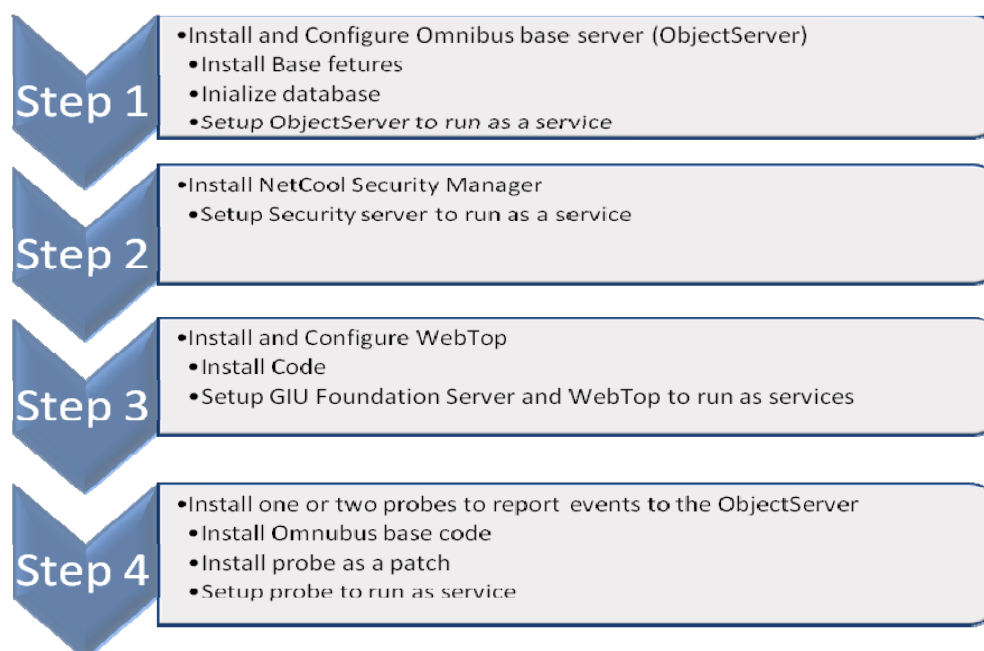 Step 1
•Install and Configure Omnibus base server (ObjectServer)
•Install Base fetures
•Inialize database
•Setup ObjectServer to run as a service
Step 2
•Install NetCool Security Manager
•Setup Security server to run as a service
Step 3
•Install and Configure WebTop
•Install Code
•Setup GIU Foundation Server and WebTop to run as services
Step 4
•Install one or two probes to report events to the ObjectServer
•Install Omnubus base code
•Install probe as a patch
•Setup probe to run as service